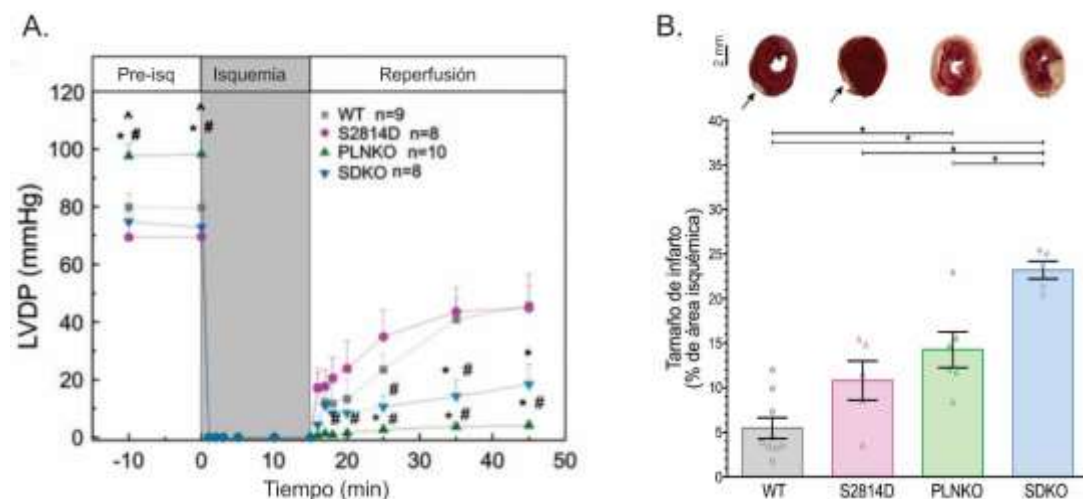 A.
Pre-isq Isquemia Reperfusión
120
100
80
60
40
20
0
LVDP (mmHg)
WT n=9
S2814D n=8
PLNKO n=10
SDKO n=8
^ ^
* # * #
*
* #
#
# # * # * # * #
-10 0 10 20 30 40 50
Tiempo (min)
B.
2 mm
40
35
30
25
20
15
10
5
0
Tamaño de infarto
(% de área isquémica)
*
*
*
*
WT S2814D PLNKO SDKO